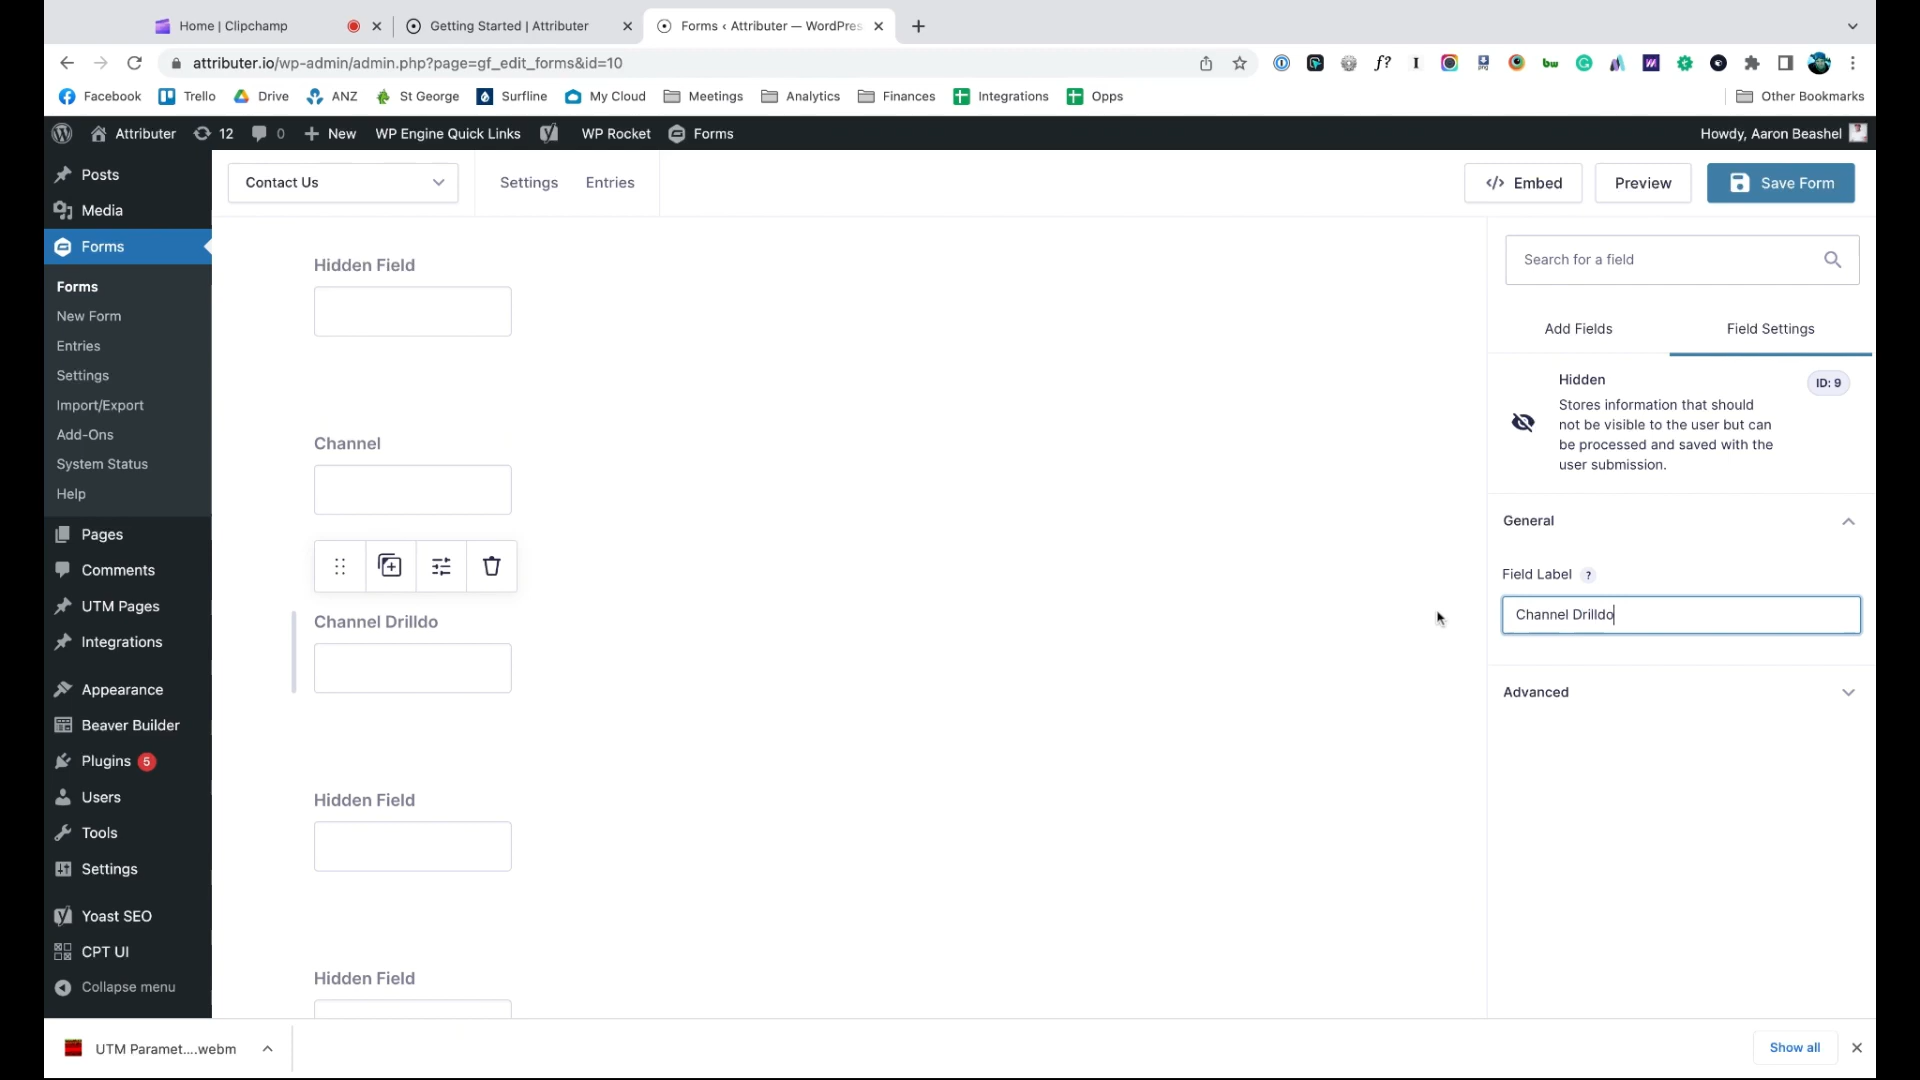 Home | Clipchamp
Getting Started | Attributer
Forms ‹ Attributer — WordPres
attributer.io/wp-admin/admin.php?page=gf_edit_forms&id=10
Facebook Trello Drive ANZ St George Surfline My Cloud Meetings Analytics Finances Integrations Opps Other Bookmarks
Attributer 12 0 New WP Engine Quick Links WP Rocket Forms Howdy, Aaron Beashel
Posts
Media
Forms
Forms
New Form
Entries
Settings
Import/Export
Add-Ons
System Status
Help
Pages
Comments
UTM Pages
Integrations
Appearance
Beaver Builder
Plugins 5
Users
Tools
Settings
Yoast SEO
CPT UI
Collapse menu
Contact Us Settings Entries </> Embed Preview Save Form
Hidden Field
Channel
Channel Drilldo
Hidden Field
Hidden Field
Search for a field
Add Fields Field Settings
Hidden ID: 9
Stores information that should
not be visible to the user but can
be processed and saved with the
user submission.
General
Field Label ?
Channel Drilldo
Advanced
UTM Paramet....webm Show all